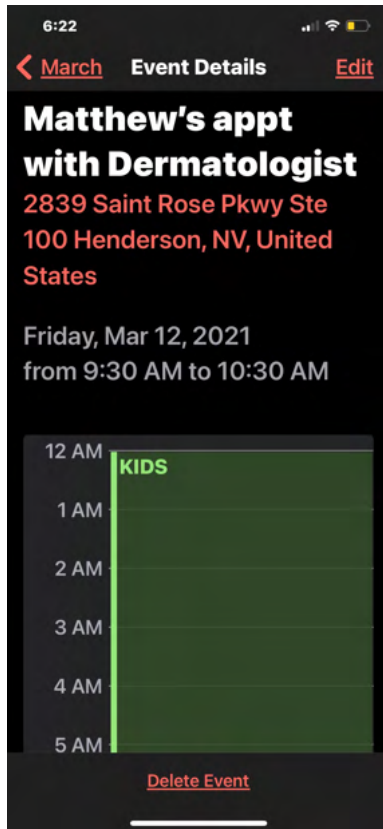 6:22
March Event Details Edit
Matthew's appt
with Dermatologist
2839 Saint Rose Pkwy Ste
100 Henderson, NV, United
States
Friday, Mar 12, 2021
from 9:30 AM to 10:30 AM
12 AM
KIDS
1 AM
2 AM
3 AM
4 AM
5 AM
Delete Event